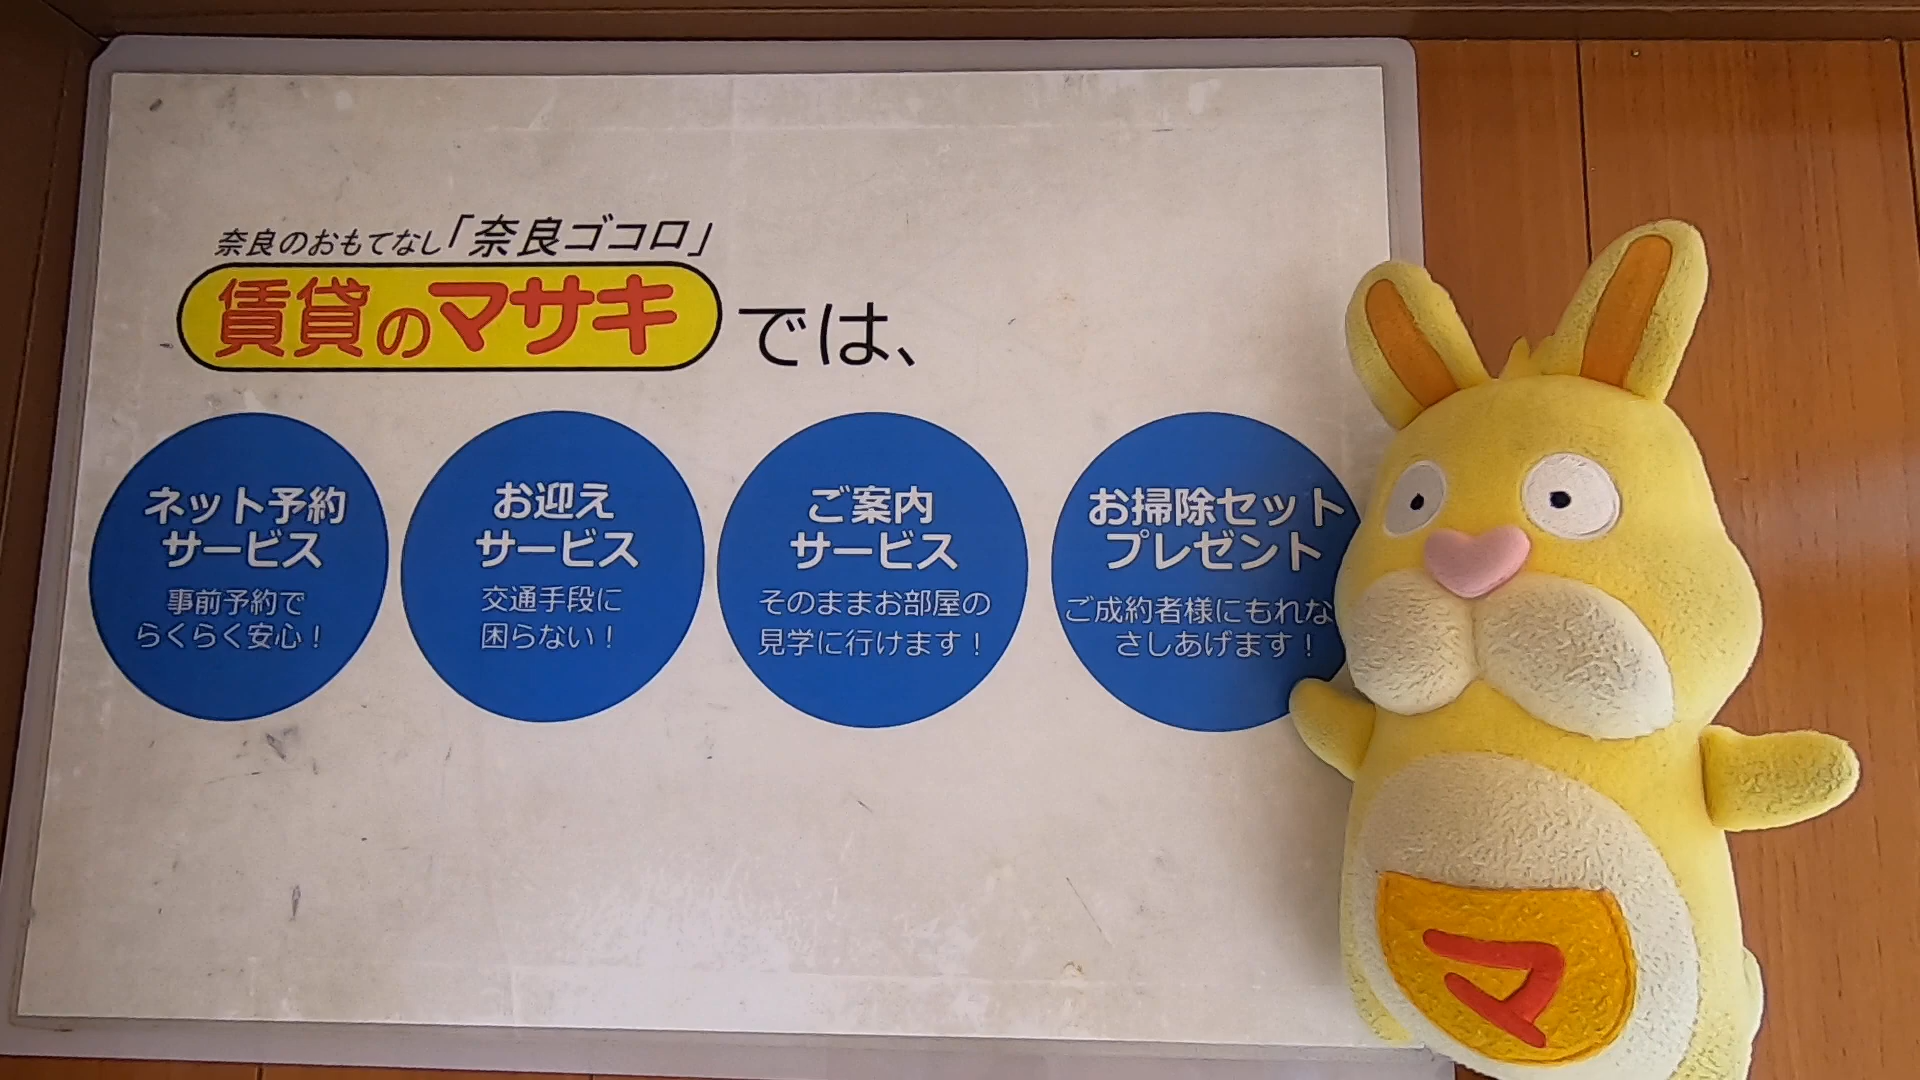 奈良のおもてなし「奈良ゴコロ」
賃貸のマサキでは、
ネット予約
サービス
事前予約で
らくらく安心！
お迎え
サービス
交通手段に
困らない！
ご案内
サービス
そのままお部屋の
見学に行けます！
お掃除セット
プレゼント
ご成約者様にもれな
さしあげます！
マ